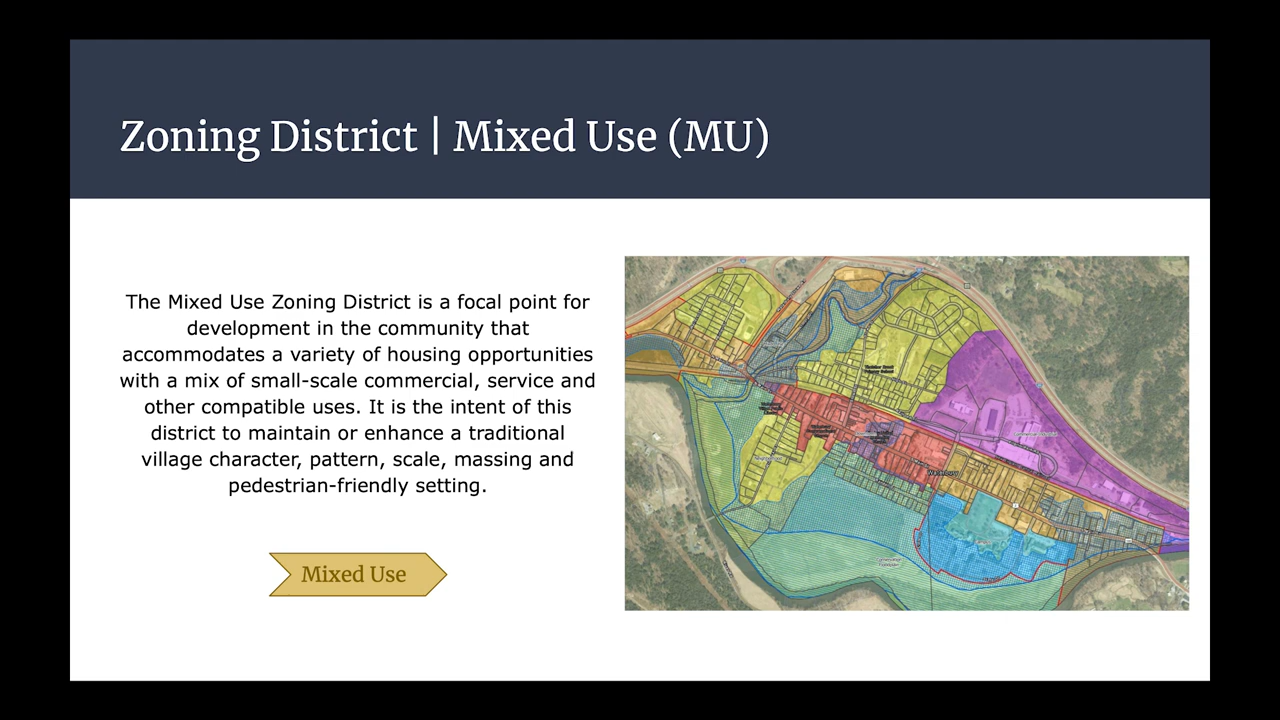 Zoning District | Mixed Use (MU)
The Mixed Use Zoning District is a focal point for
development in the community that
accommodates a variety of housing opportunities
with a mix of small-scale commercial, service and
other compatible uses. It is the intent of this
district to maintain or enhance a traditional
village character, pattern, scale, massing and
pedestrian-friendly setting.
Mixed Use